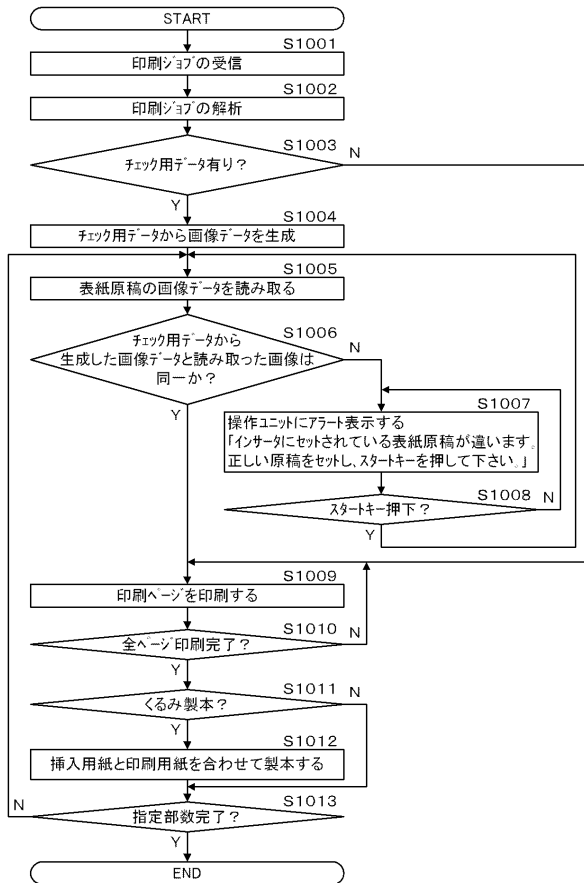 START
S1001
印刷ジョブの受信
S1002
印刷ジョブの解析
S1003
チェック用データ有り？
N
Y
S1004
チェック用データから画像データを生成
S1005
表紙原稿の画像データを読み取る
S1006
チェック用データから
生成した画像データと読み取った画像は
同一か？
N
Y
S1007
操作ユニットにアラート表示する
「インサータにセットされている表紙原稿が違います。
正しい原稿をセットし、スタートキーを押して下さい。」
S1008
スタートキー押下？
N
Y
S1009
印刷ページを印刷する
S1010
全ページ印刷完了？
N
Y
S1011
くるみ製本？
N
Y
S1012
挿入用紙と印刷用紙を合わせて製本する
S1013
指定部数完了？
N
Y
END